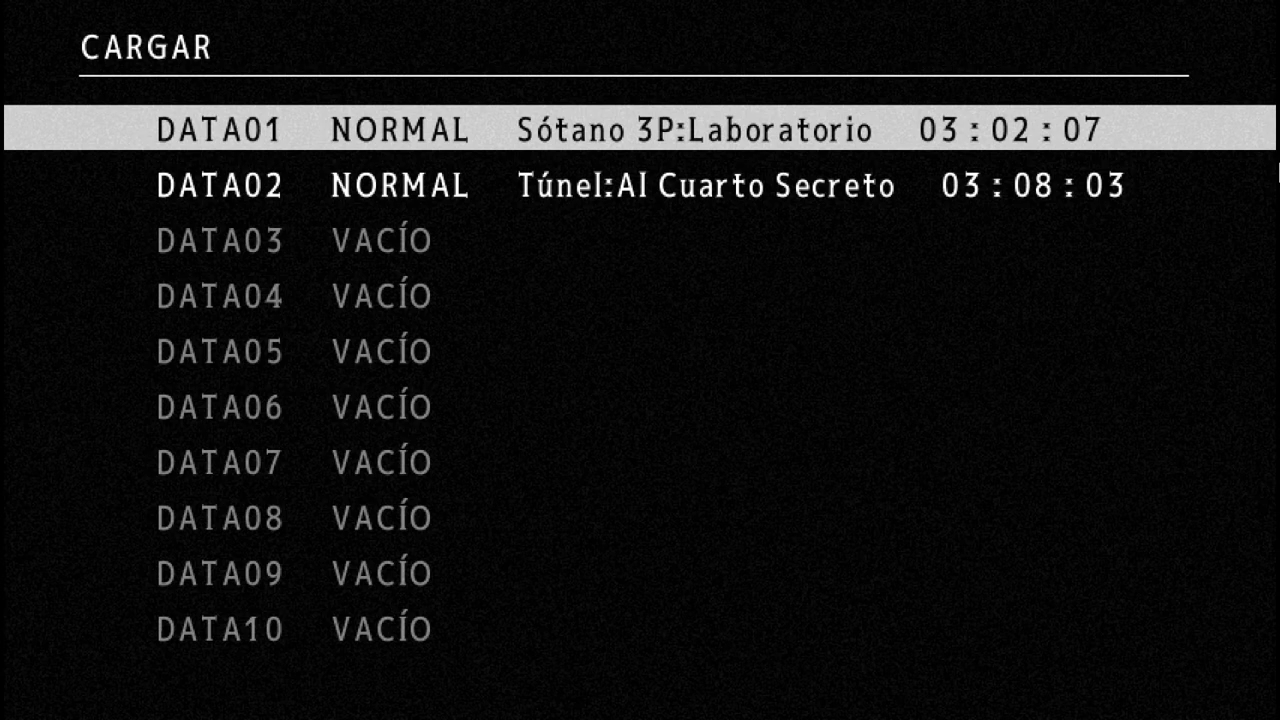 CARGAR
DATA01 NORMAL Sótano 3P:Laboratorio 03:02:07
DATA02 NORMAL Túnel:Al Cuarto Secreto 03:08:03
DATA03 VACÍO
DATA04 VACÍO
DATA05 VACÍO
DATA06 VACÍO
DATA07 VACÍO
DATA08 VACÍO
DATA09 VACÍO
DATA10 VACÍO